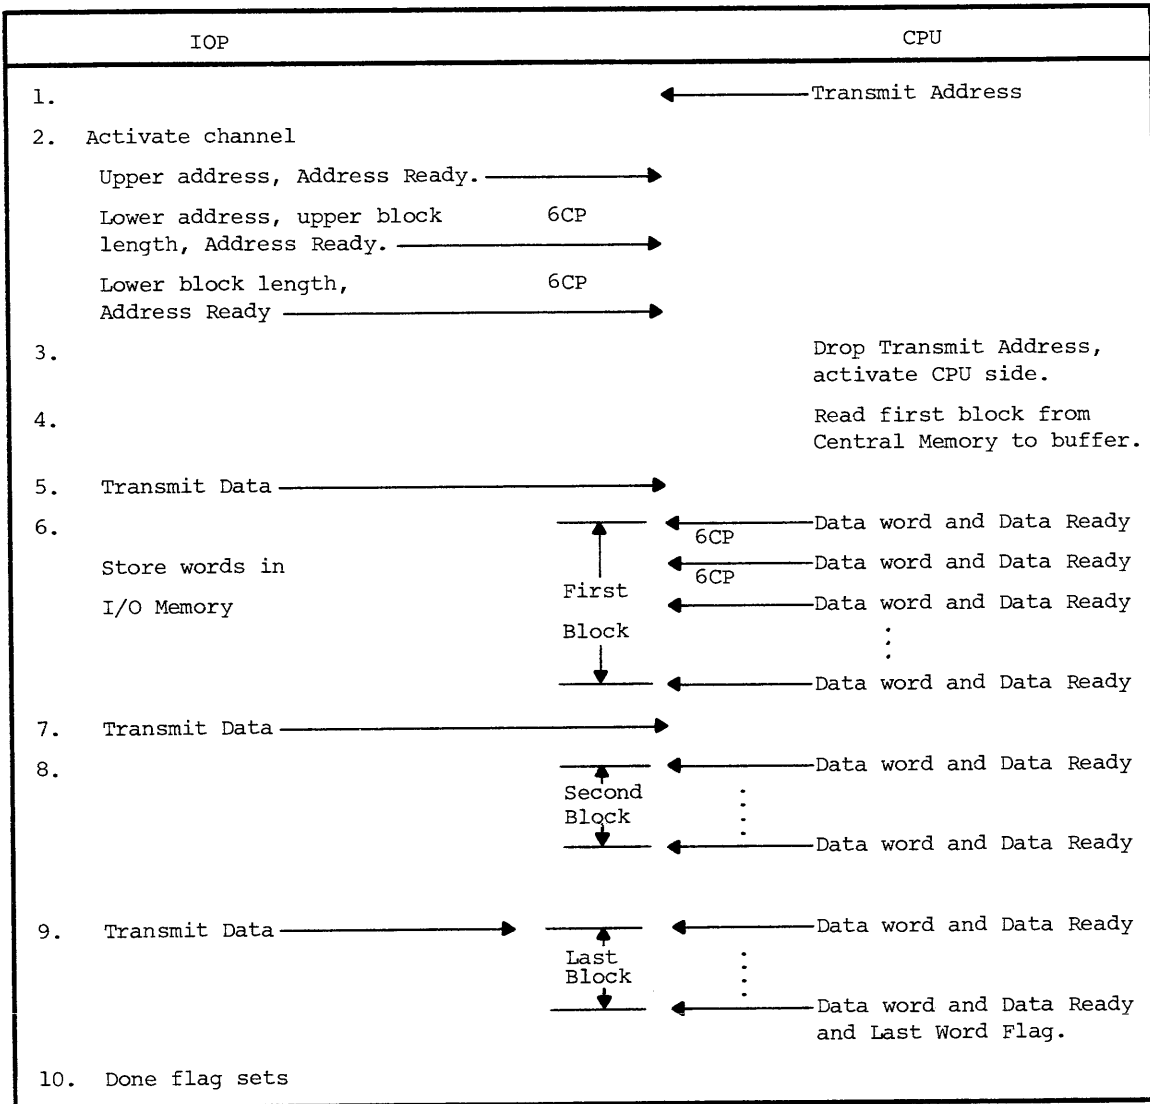 IOP CPU
1. Transmit Address
2. Activate channel
Upper address, Address Ready.
Lower address, upper block 6CP
length, Address Ready.
Lower block length, 6CP
Address Ready
3. Drop Transmit Address,
activate CPU side.
4. Read first block from
Central Memory to buffer.
5. Transmit Data
6. Data word and Data Ready
6CP
Store words in Data word and Data Ready
6CP
I/O Memory First Data word and Data Ready
Block
Data word and Data Ready
7. Transmit Data
8. Data word and Data Ready
Second
Block
Data word and Data Ready
9. Transmit Data Data word and Data Ready
Last
Block
Data word and Data Ready
and Last Word Flag.
10. Done flag sets